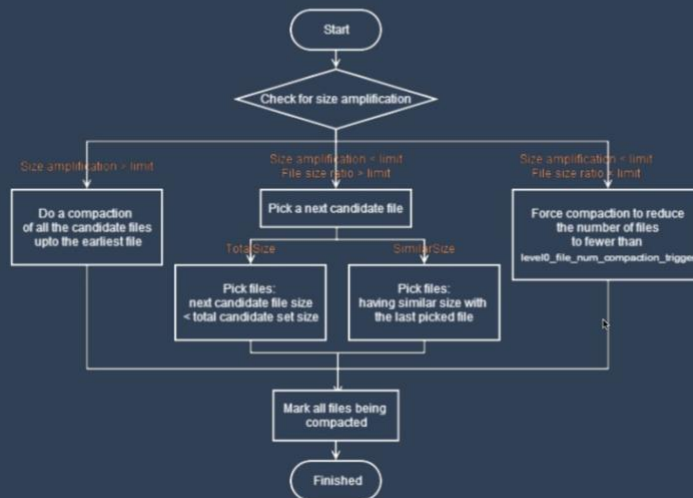 Start
Check for size amplification
Size amplification > limit
Size amplification < limit
File size ratio > limit
Size amplification < limit
File size ratio < limit
Do a compaction
of all the candidate files
upto the earliest file
Pick a next candidate file
Force compaction to reduce
the number of files
to fewer than
level0_file_num_compaction_trigger
TotalSize
SimilarSize
Pick files:
next candidate file size
< total candidate set size
Pick files:
having similar size with
the last picked file
Mark all files being
compacted
Finished